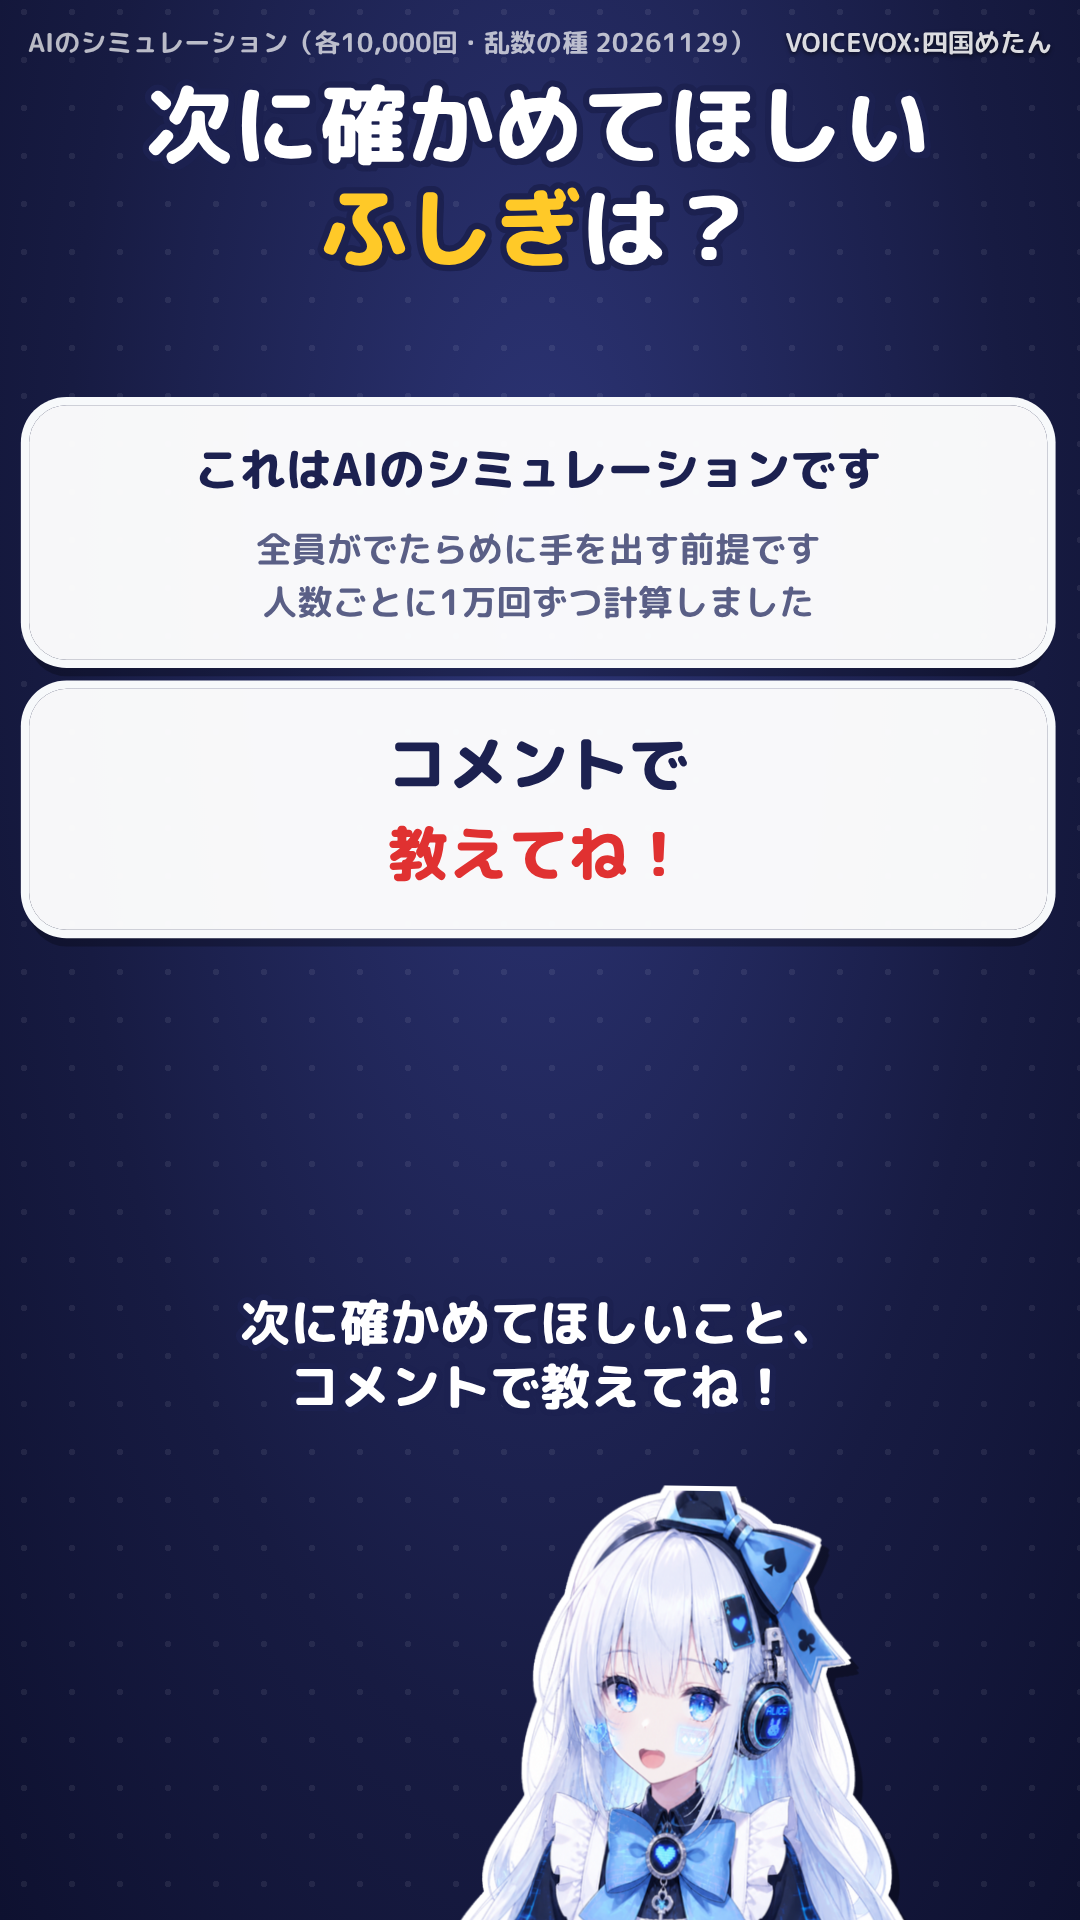 AIのシミュレーション（各10,000回・乱数の種 20261129）
VOICEVOX:四国めたん
次に確かめてほしい
ふしぎは？
これはAIのシミュレーションです
全員がでたらめに手を出す前提です
人数ごとに1万回ずつ計算しました
コメントで
教えてね！
次に確かめてほしいこと、
コメントで教えてね！
ALICE